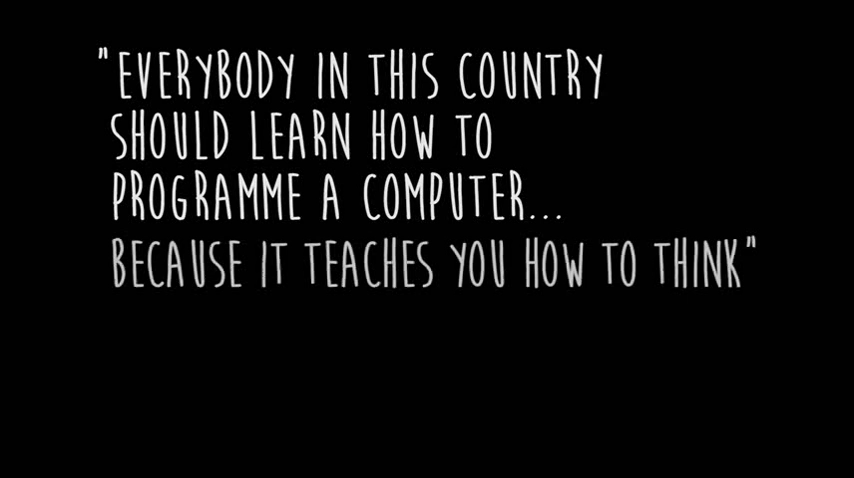 "EVERYBODY IN THIS COUNTRY
SHOULD LEARN HOW TO
PROGRAMME A COMPUTER...
BECAUSE IT TEACHES YOU HOW TO THINK"